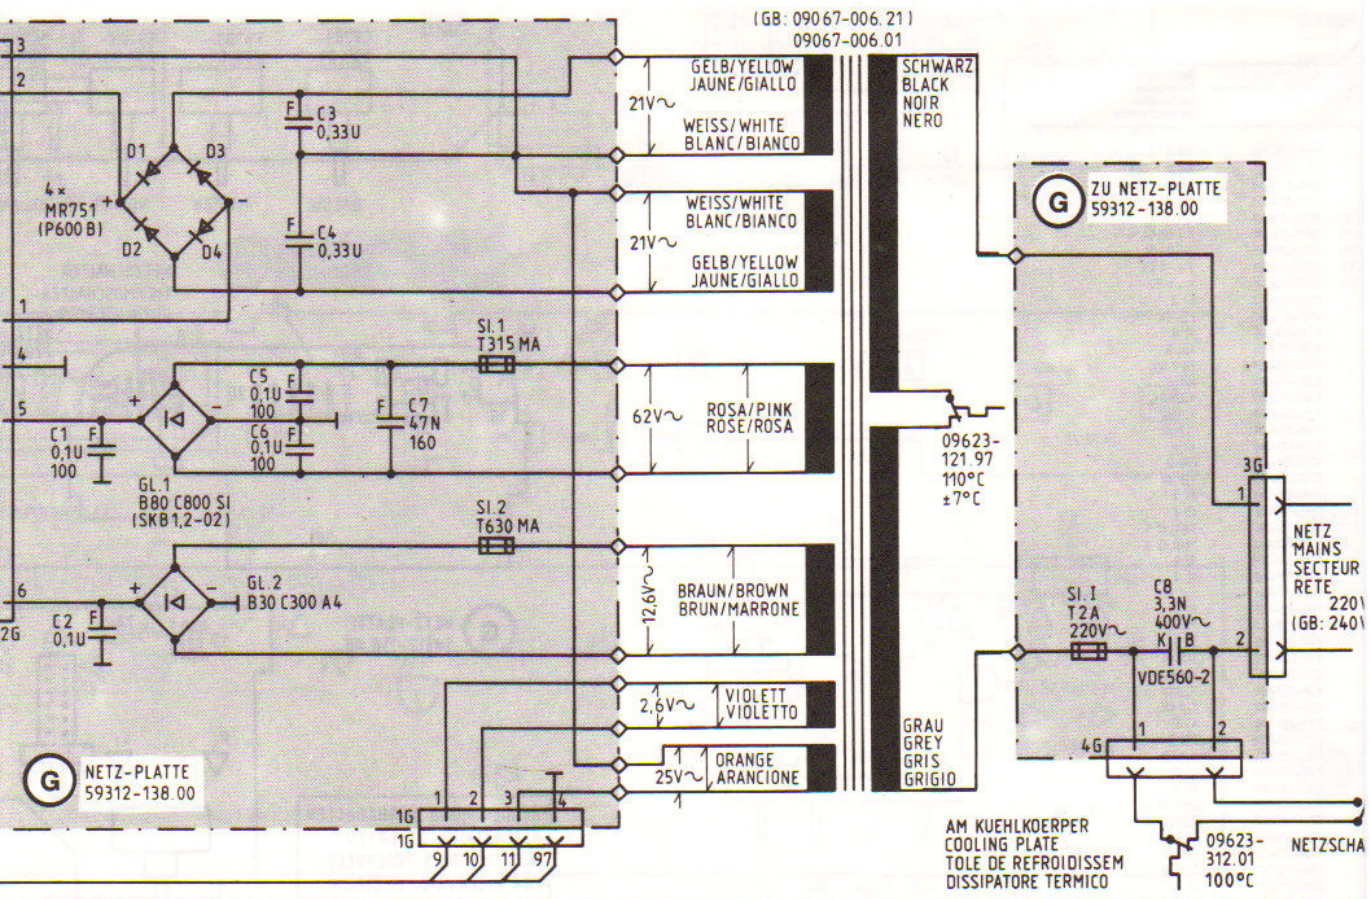 (GB: 09067-006.21)
09067-006.01
3
2
F
C3
0,33U
D1
D3
4×
MR751
(P600B)
+
-
D2
D4
F
C4
0,33U
1
4
5
6
2G
21V~
GELB/YELLOW
JAUNE/GIALLO
WEISS/WHITE
BLANC/BIANCO
21V~
WEISS/WHITE
BLANC/BIANCO
GELB/YELLOW
JAUNE/GIALLO
SCHWARZ
BLACK
NOIR
NERO
G
ZU NETZ-PLATTE
59312-138.00
SI.1
T315 MA
C5
0,1U
100
F
C6
0,1U
100
F
F
C7
47N
160
+
-
C1
0,1U
100
F
GL.1
B80 C800 SI
(SKB1,2-02)
62V~
ROSA/PINK
ROSE/ROSA
09623-
121.97
110°C
±7°C
SI.2
T630 MA
+
-
GL.2
B30 C300 A4
C2
0,1U
F
12,6V~
BRAUN/BROWN
BRUN/MARRONE
2,6V~
VIOLETT
VIOLETTO
25V~
ORANGE
ARANCIONE
GRAU
GREY
GRIS
GRIGIO
3G
1
2
NETZ
MAINS
SECTEUR
RETE
220V
(GB: 240V
SI.I
T2A
220V~
C8
3,3N
400V~
K
B
VDE560-2
4G
1
2
G
NETZ-PLATTE
59312-138.00
1G
1
2
3
4
1G
9
10
11
97
AM KUEHLKOERPER
COOLING PLATE
TOLE DE REFROIDISSEM
DISSIPATORE TERMICO
09623-
312.01
100°C
NETZSCHA